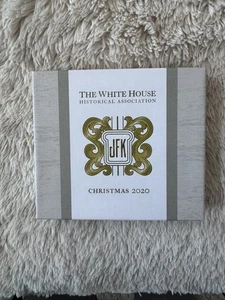 THE WHITE HOUSE
HISTORICAL ASSOCIATION
JFK
CHRISTMAS 2020